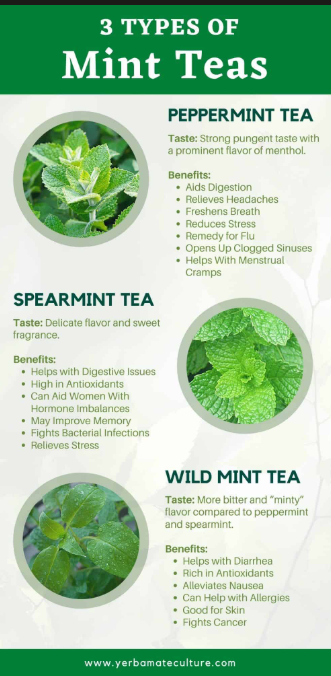 3 TYPES OF
Mint Teas
PEPPERMINT TEA
Taste: Strong pungent taste with
a prominent flavor of menthol.
Benefits:
• Aids Digestion
• Relieves Headaches
• Freshens Breath
• Reduces Stress
• Remedy for Flu
• Opens Up Clogged Sinuses
• Helps With Menstrual
Cramps
SPEARMINT TEA
Taste: Delicate flavor and sweet
fragrance.
Benefits:
• Helps with Digestive Issues
• High in Antioxidants
• Can Aid Women With
Hormone Imbalances
• May Improve Memory
• Fights Bacterial Infections
• Relieves Stress
WILD MINT TEA
Taste: More bitter and “minty”
flavor compared to peppermint
and spearmint.
Benefits:
• Helps with Diarrhea
• Rich in Antioxidants
• Alleviates Nausea
• Can Help with Allergies
• Good for Skin
• Fights Cancer
www.yerbamateculture.com